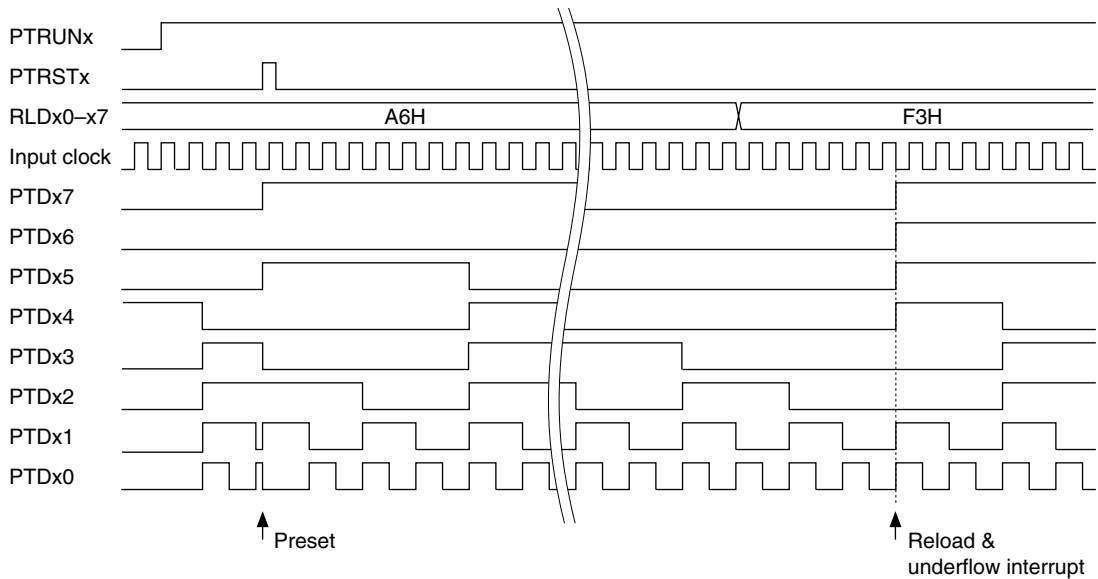 PTRUNx
PTRSTx
RLDx0–x7 A6H F3H
Input clock
PTDx7
PTDx6
PTDx5
PTDx4
PTDx3
PTDx2
PTDx1
PTDx0
Preset
Reload &
underflow interrupt